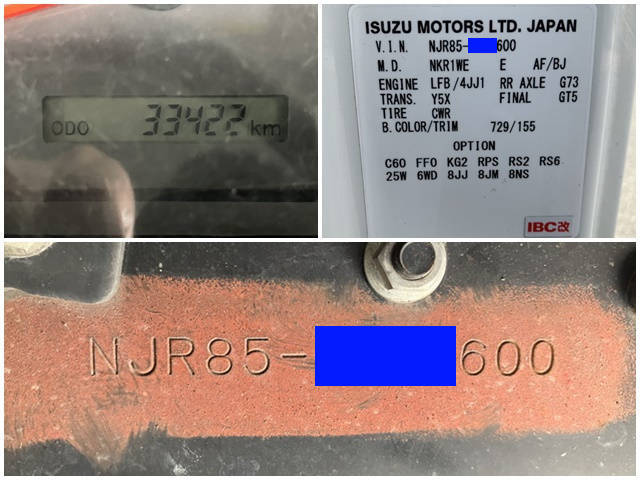 ODO 33422 km
ISUZU MOTORS LTD. JAPAN
V.I.N. NJR85- 600
M.D. NKR1WE E AF/BJ
ENGINE LFB/4JJ1 RR AXLE G73
TRANS. Y5X FINAL GT5
TIRE CWR
B.COLOR/TRIM 729/155
OPTION
C60 FF0 KG2 RPS RS2 RS6
25W 6WD 8JJ 8JM 8NS
IBC改
NJR85- 600